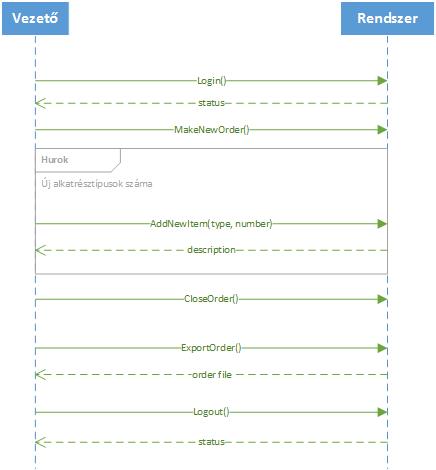 Vezető
Rendszer
Login()
status
MakeNewOrder()
Hurok
Új alkatrésztípusok száma
AddNewItem(type, number)
description
CloseOrder()
ExportOrder()
order file
Logout()
status